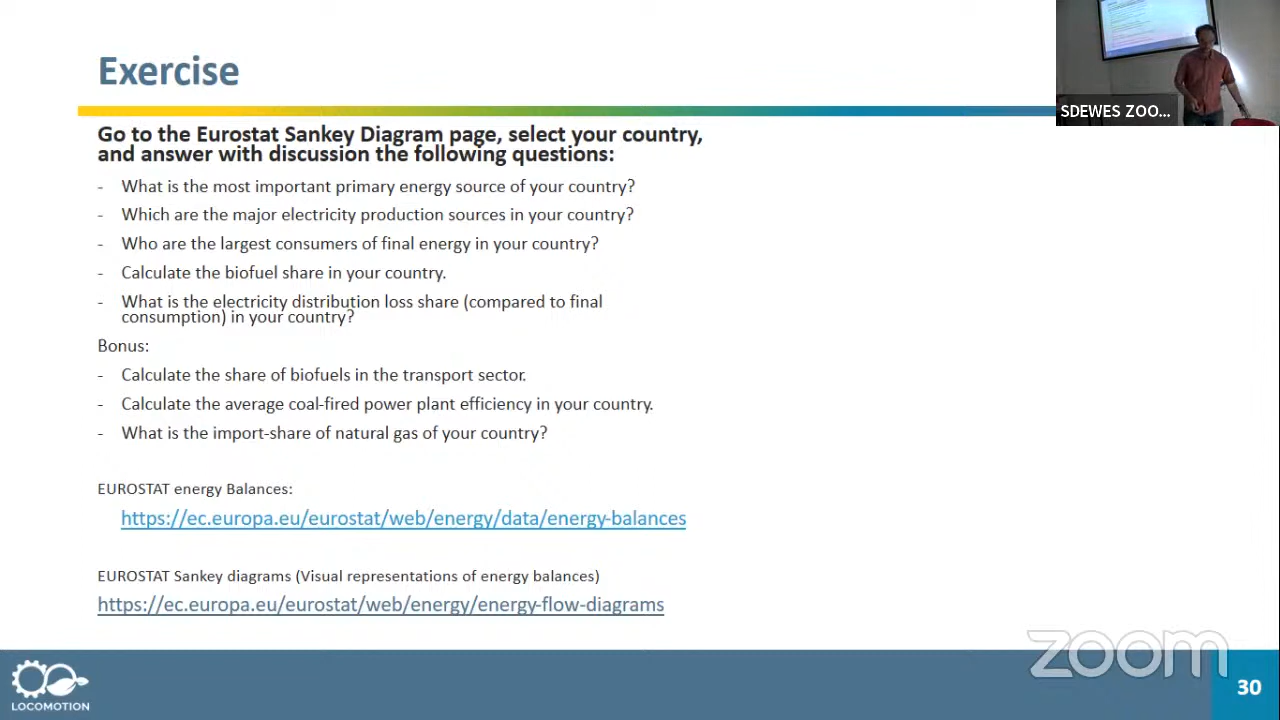 Exercise
SDEWES ZOO...
Go to the Eurostat Sankey Diagram page, select your country,
and answer with discussion the following questions:
- What is the most important primary energy source of your country?
- Which are the major electricity production sources in your country?
- Who are the largest consumers of final energy in your country?
- Calculate the biofuel share in your country.
- What is the electricity distribution loss share (compared to final
consumption) in your country?
Bonus:
- Calculate the share of biofuels in the transport sector.
- Calculate the average coal-fired power plant efficiency in your country.
- What is the import-share of natural gas of your country?
EUROSTAT energy Balances:
https://ec.europa.eu/eurostat/web/energy/data/energy-balances
EUROSTAT Sankey diagrams (Visual representations of energy balances)
https://ec.europa.eu/eurostat/web/energy/energy-flow-diagrams
zoom
LOCOMOTION
30